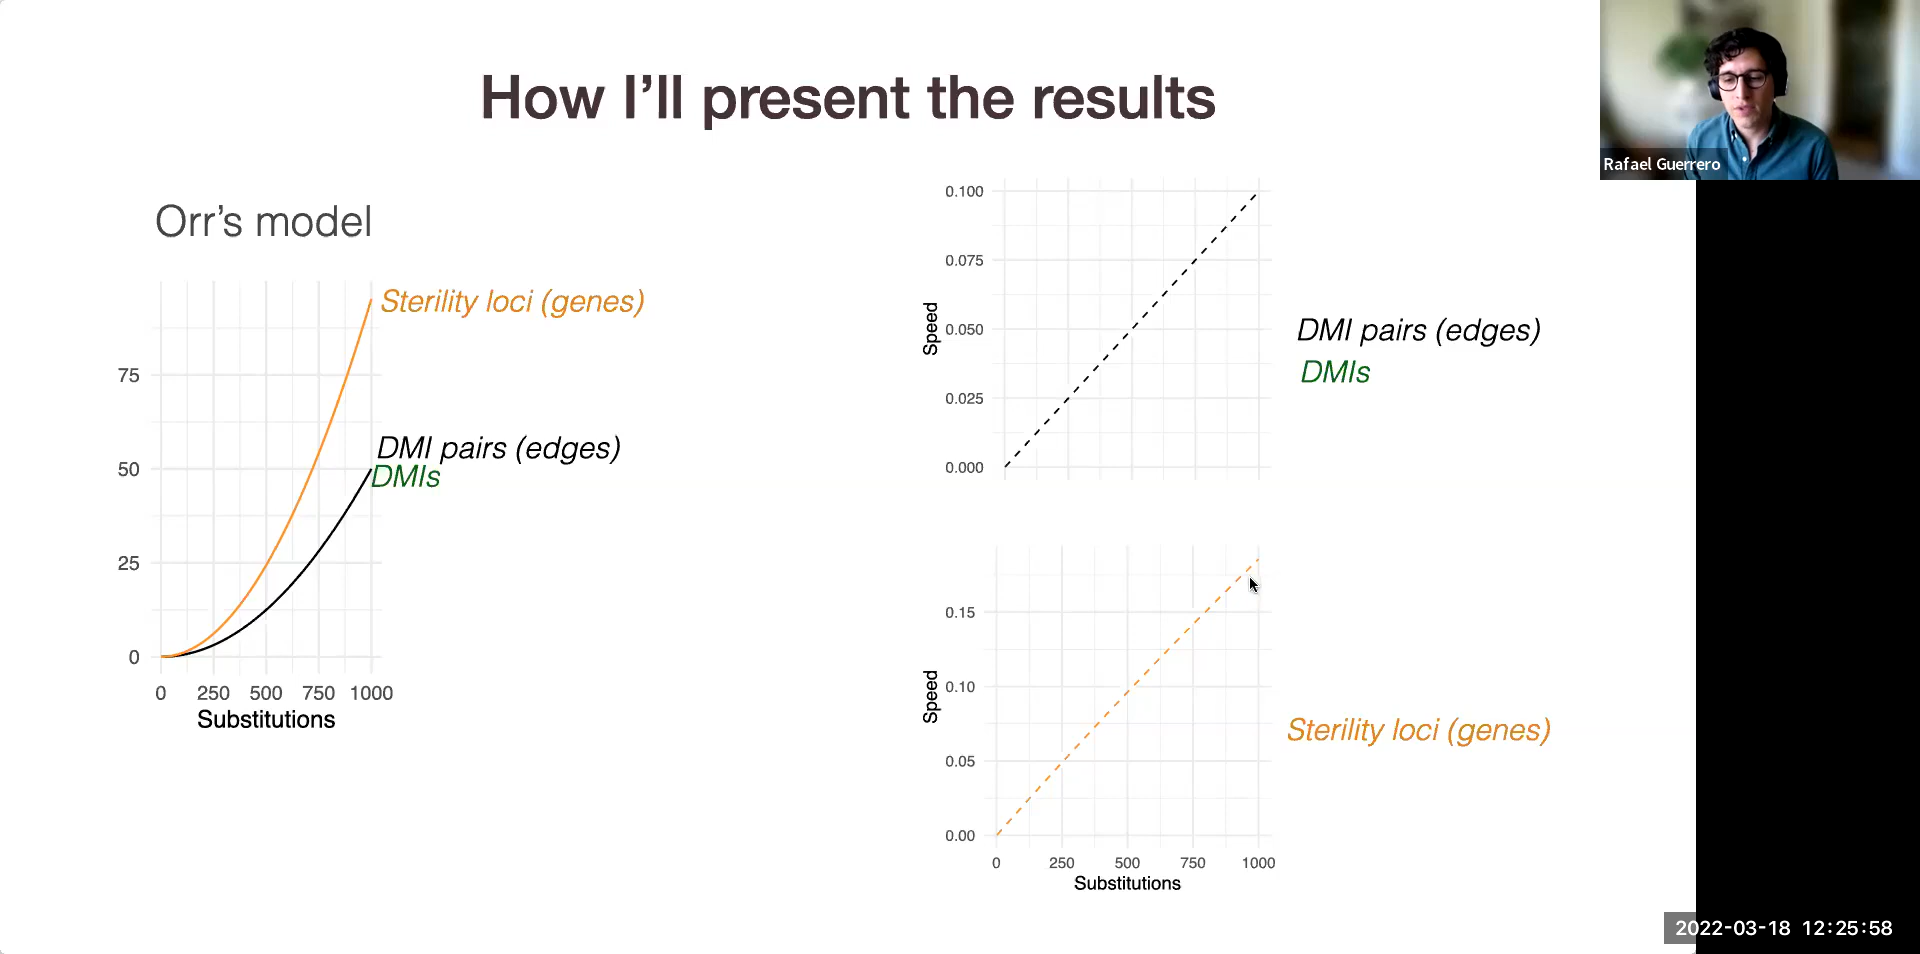 How I'll present the results
Rafael Guerrero
Orr's model
Sterility loci (genes)
75
DMI pairs (edges)
50
DMIs
25
0
0 250 500 750 1000
Substitutions
0.100
0.075
Speed
0.050
0.025
0.000
DMI pairs (edges)
DMIs
0.15
Speed
0.10
0.05
0.00
0 250 500 750 1000
Substitutions
Sterility loci (genes)
2022-03-18 12:25:58